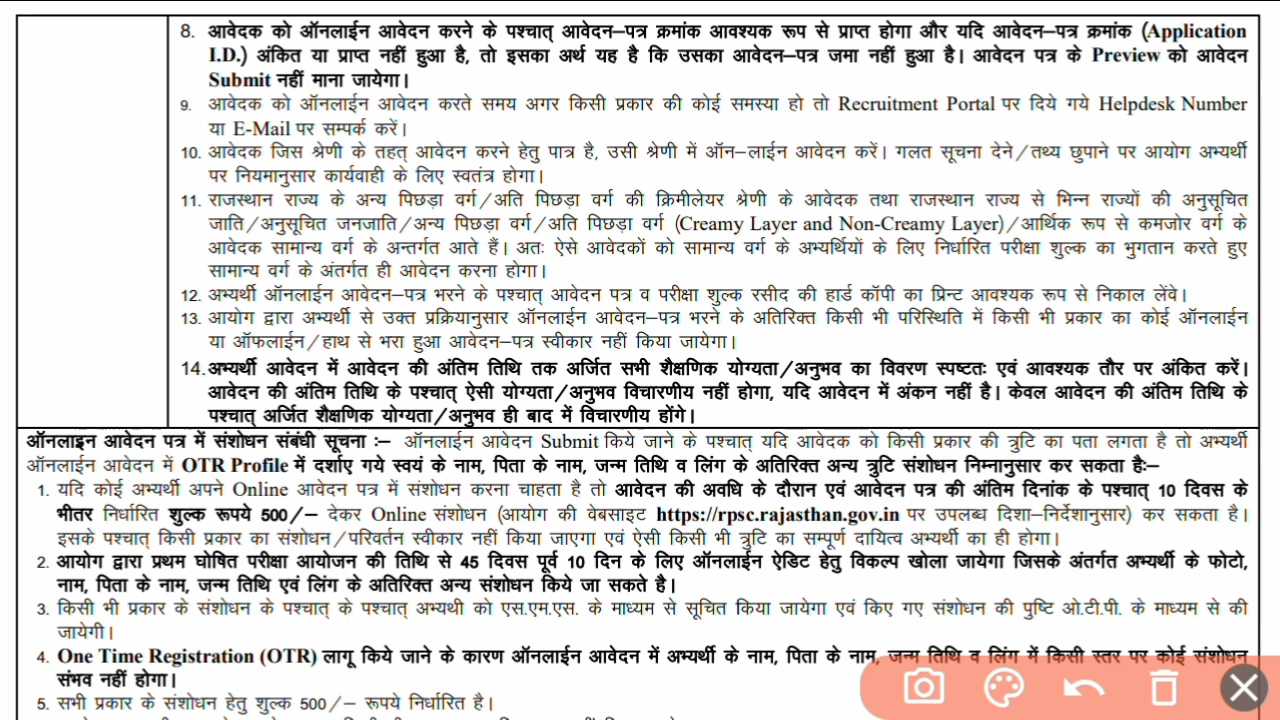 8. आवेदक को ऑनलाईन आवेदन करने के पश्चात् आवेदन–पत्र क्रमांक आवश्यक रूप से प्राप्त होगा और यदि आवेदन–पत्र क्रमांक (Application
I.D.) अंकित या प्राप्त नहीं हुआ है, तो इसका अर्थ यह है कि उसका आवेदन–पत्र जमा नहीं हुआ है। आवेदन पत्र के Preview को आवेदन
Submit नहीं माना जायेगा।
9. आवेदक को ऑनलाईन आवेदन करते समय अगर किसी प्रकार की कोई समस्या हो तो Recruitment Portal पर दिये गये Helpdesk Number
या E-Mail पर सम्पर्क करें।
10. आवेदक जिस श्रेणी के तहत् आवेदन करने हेतु पात्र है, उसी श्रेणी में ऑन–लाईन आवेदन करें। गलत सूचना देने/तथ्य छुपाने पर आयोग अभ्यर्थी
पर नियमानुसार कार्यवाही के लिए स्वतंत्र होगा।
11. राजस्थान राज्य के अन्य पिछड़ा वर्ग/अति पिछड़ा वर्ग की क्रिमीलेयर श्रेणी के आवेदक तथा राजस्थान राज्य से भिन्न राज्यों की अनुसूचित
जाति/अनुसूचित जनजाति/अन्य पिछड़ा वर्ग/अति पिछड़ा वर्ग (Creamy Layer and Non-Creamy Layer)/आर्थिक रूप से कमजोर वर्ग के
आवेदक सामान्य वर्ग के अन्तर्गत आते हैं। अतः ऐसे आवेदकों को सामान्य वर्ग के अभ्यर्थियों के लिए निर्धारित परीक्षा शुल्क का भुगतान करते हुए
सामान्य वर्ग के अंतर्गत ही आवेदन करना होगा।
12. अभ्यर्थी ऑनलाईन आवेदन–पत्र भरने के पश्चात् आवेदन पत्र व परीक्षा शुल्क रसीद की हार्ड कॉपी का प्रिन्ट आवश्यक रूप से निकाल लेंवे।
13. आयोग द्वारा अभ्यर्थी से उक्त प्रक्रियानुसार ऑनलाईन आवेदन–पत्र भरने के अतिरिक्त किसी भी परिस्थिति में किसी भी प्रकार का कोई ऑनलाईन
या ऑफलाईन/हाथ से भरा हुआ आवेदन–पत्र स्वीकार नहीं किया जायेगा।
14. अभ्यर्थी आवेदन में आवेदन की अंतिम तिथि तक अर्जित सभी शैक्षणिक योग्यता/अनुभव का विवरण स्पष्टतः एवं आवश्यक तौर पर अंकित करें।
आवेदन की अंतिम तिथि के पश्चात् ऐसी योग्यता/अनुभव विचारणीय नहीं होगा, यदि आवेदन में अंकन नहीं है। केवल आवेदन की अंतिम तिथि के
पश्चात् अर्जित शैक्षणिक योग्यता/अनुभव ही बाद में विचारणीय होंगे।
ऑनलाइन आवेदन पत्र में संशोधन संबंधी सूचना :– ऑनलाईन आवेदन Submit किये जाने के पश्चात् यदि आवेदक को किसी प्रकार की त्रुटि का पता लगता है तो अभ्यर्थी
ऑनलाईन आवेदन में OTR Profile में दर्शाए गये स्वयं के नाम, पिता के नाम, जन्म तिथि व लिंग के अतिरिक्त अन्य त्रुटि संशोधन निम्नानुसार कर सकता हैः–
1. यदि कोई अभ्यर्थी अपने Online आवेदन पत्र में संशोधन करना चाहता है तो आवेदन की अवधि के दौरान एवं आवेदन पत्र की अंतिम दिनांक के पश्चात् 10 दिवस के
भीतर निर्धारित शुल्क रूपये 500/– देकर Online संशोधन (आयोग की वेबसाइट https://rpsc.rajasthan.gov.in पर उपलब्ध दिशा–निर्देशानुसार) कर सकता है।
इसके पश्चात् किसी प्रकार का संशोधन/परिवर्तन स्वीकार नहीं किया जाएगा एवं ऐसी किसी भी त्रुटि का सम्पूर्ण दायित्व अभ्यर्थी का ही होगा।
2. आयोग द्वारा प्रथम घोषित परीक्षा आयोजन की तिथि से 45 दिवस पूर्व 10 दिन के लिए ऑनलाईन ऐडिट हेतु विकल्प खोला जायेगा जिसके अंतर्गत अभ्यर्थी के फोटो,
नाम, पिता के नाम, जन्म तिथि एवं लिंग के अतिरिक्त अन्य संशोधन किये जा सकते है।
3. किसी भी प्रकार के संशोधन के पश्चात् के पश्चात् अभ्यथी को एस.एम.एस. के माध्यम से सूचित किया जायेगा एवं किए गए संशोधन की पुष्टि ओ.टी.पी. के माध्यम से की
जायेगी।
4. One Time Registration (OTR) लागू किये जाने के कारण ऑनलाईन आवेदन में अभ्यर्थी के नाम, पिता के नाम, जन्म तिथि व लिंग में किसी स्तर पर कोई संशोधन
संभव नहीं होगा।
5. सभी प्रकार के संशोधन हेतु शुल्क 500/– रूपये निर्धारित है।